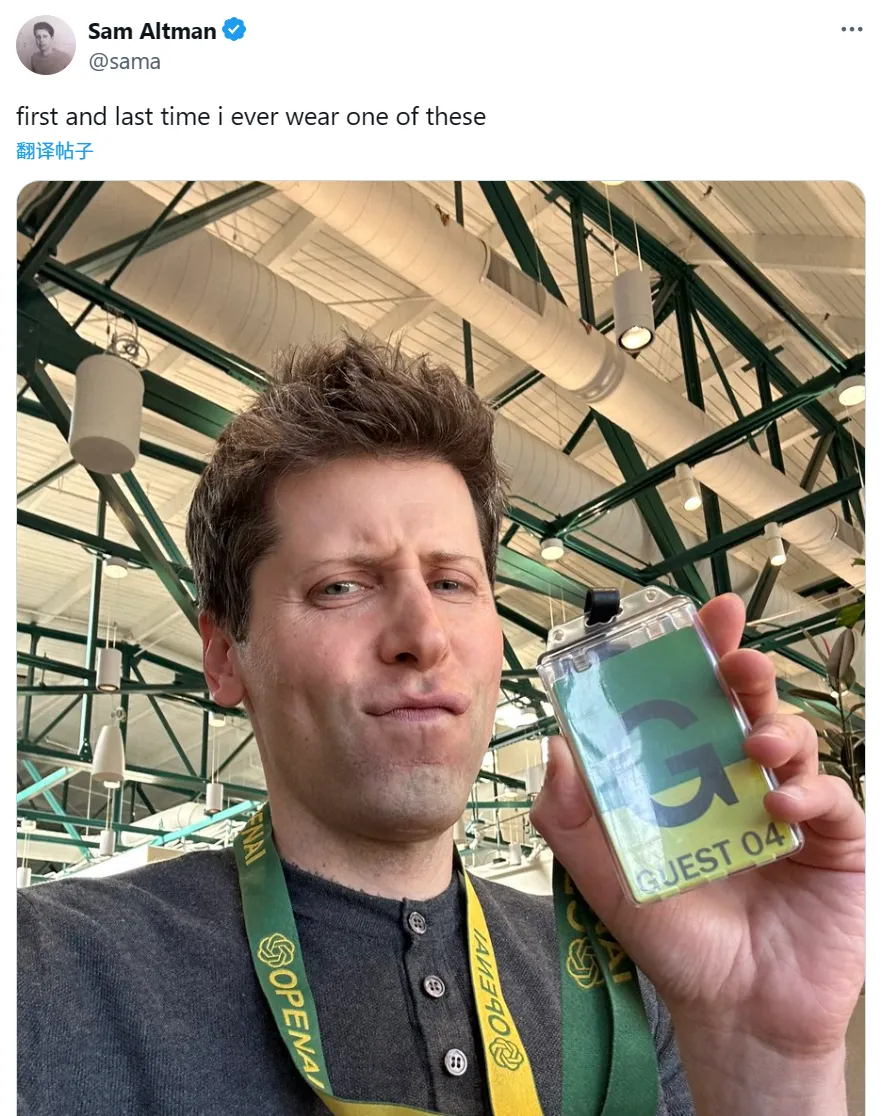 Sam Altman
@sama
first and last time i ever wear one of these
翻译帖子
G
GUEST 04
OPENAI
OPENAI
OPENAI